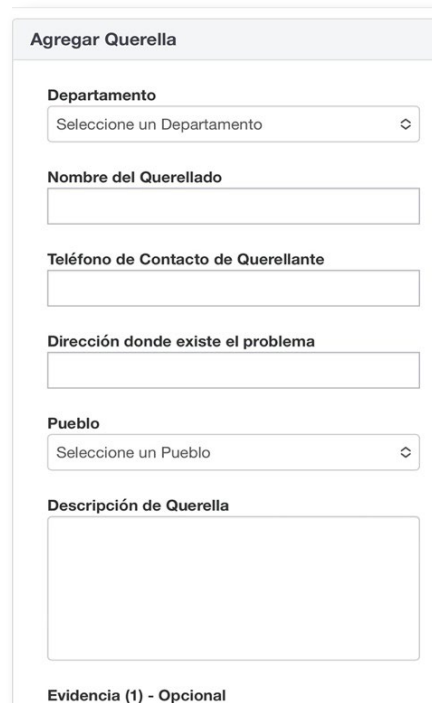 Agregar Querella
Departamento
Seleccione un Departamento
Nombre del Querellado
Teléfono de Contacto de Querellante
Dirección donde existe el problema
Pueblo
Seleccione un Pueblo
Descripción de Querella
Evidencia (1) - Opcional